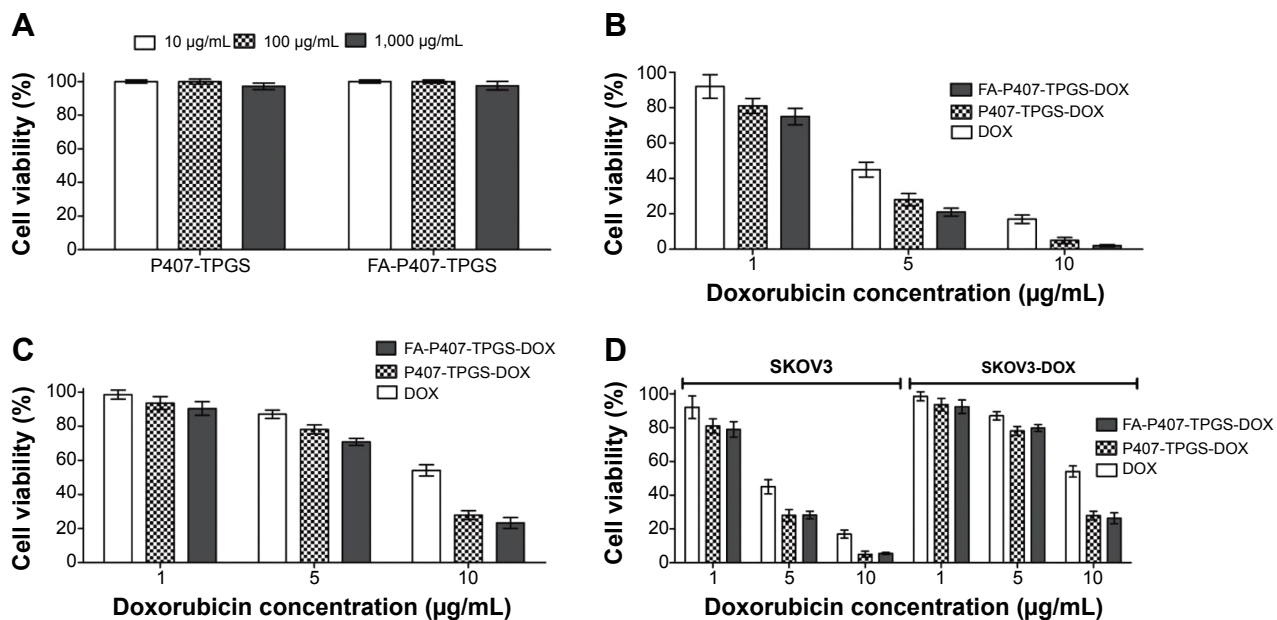 A
10 µg/mL 100 µg/mL 1,000 µg/mL
Cell viability (%)
100
80
60
40
20
0
P407-TPGS FA-P407-TPGS
B
FA-P407-TPGS-DOX
P407-TPGS-DOX
DOX
Cell viability (%)
100
80
60
40
20
0
1 5 10
Doxorubicin concentration (µg/mL)
C
FA-P407-TPGS-DOX
P407-TPGS-DOX
DOX
Cell viability (%)
100
80
60
40
20
0
1 5 10
Doxorubicin concentration (µg/mL)
D
SKOV3 SKOV3-DOX
FA-P407-TPGS-DOX
P407-TPGS-DOX
DOX
Cell viability (%)
100
80
60
40
20
0
1 5 10 1 5 10
Doxorubicin concentration (µg/mL)